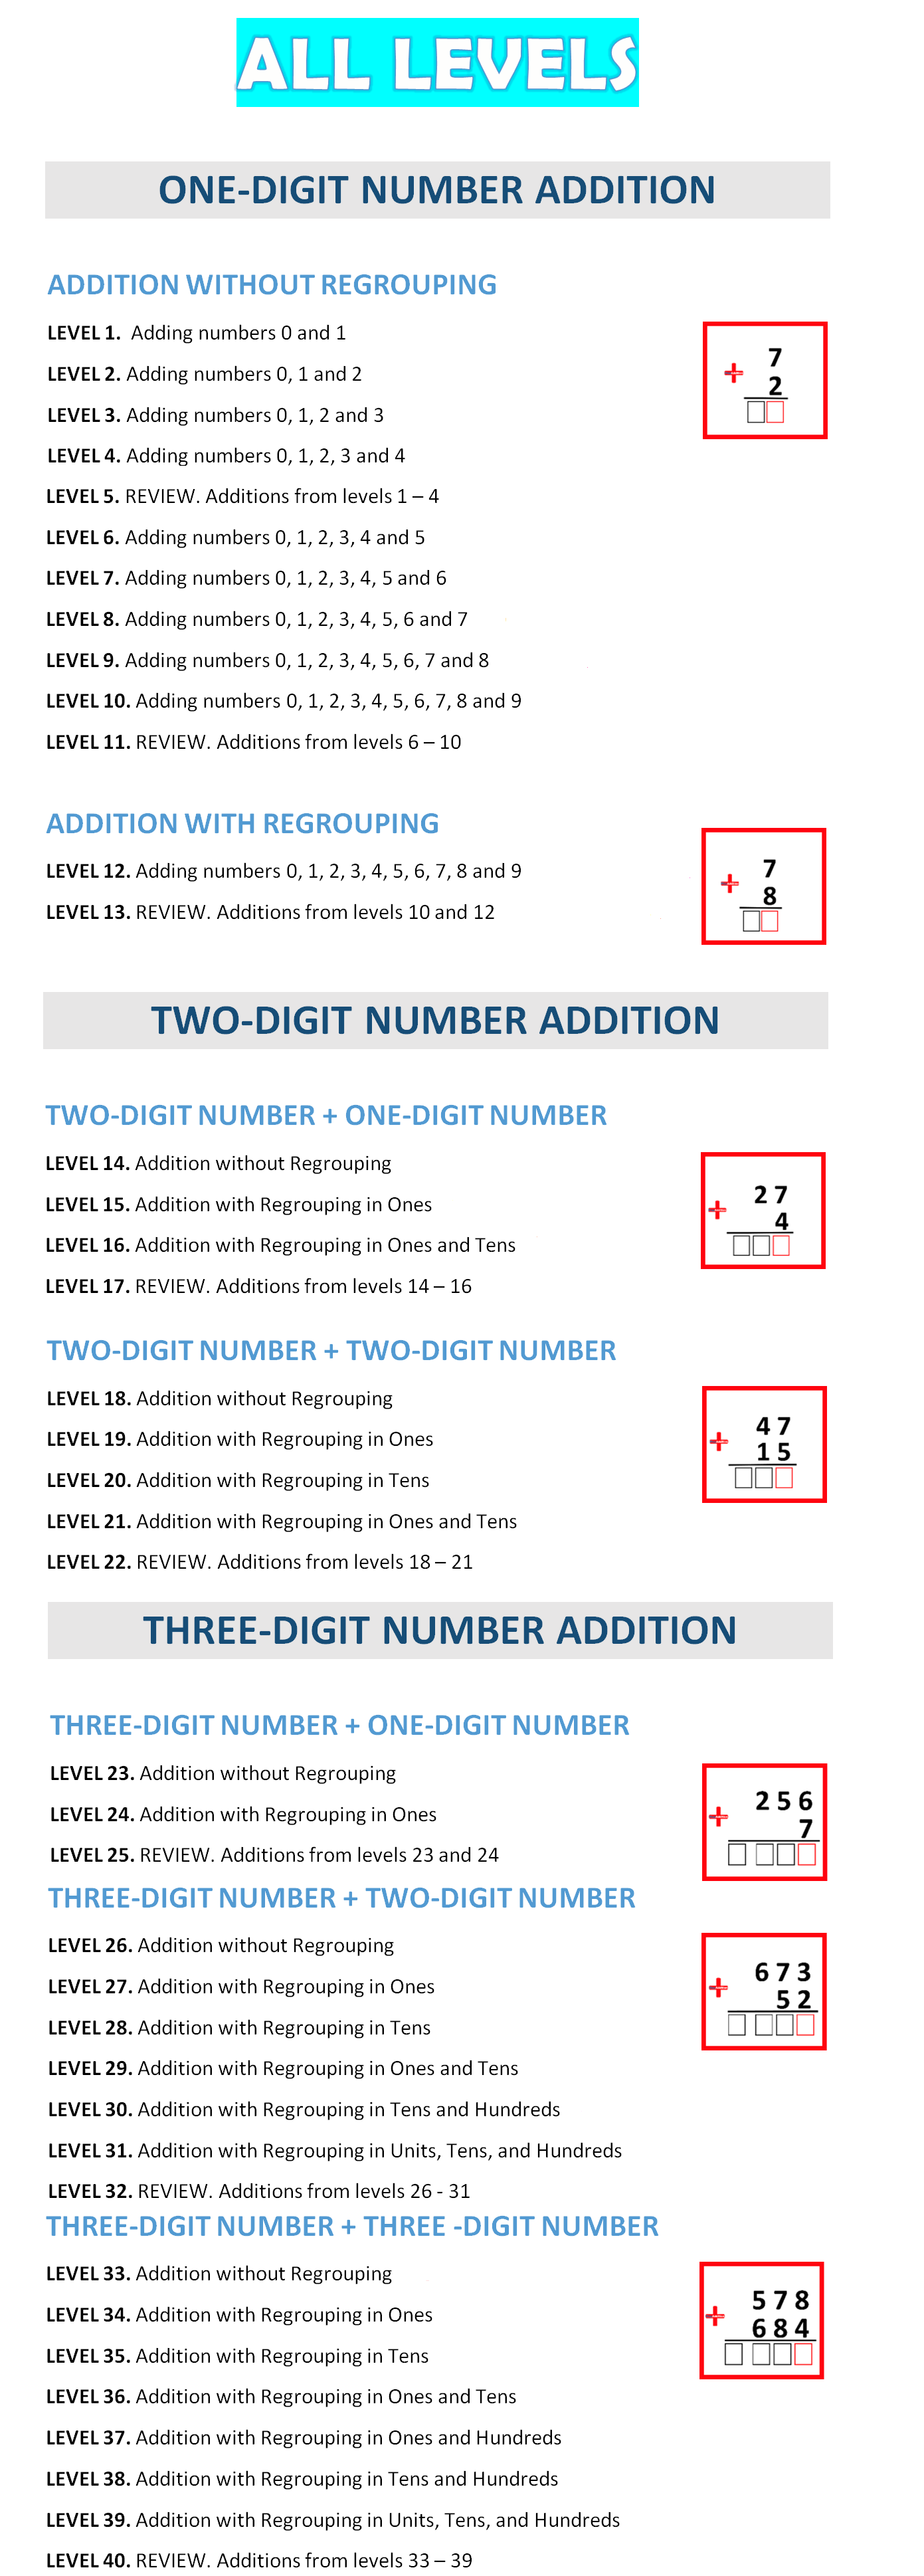 ALL LEVELS
ONE-DIGIT NUMBER ADDITION
ADDITION WITHOUT REGROUPING
LEVEL 1. Adding numbers 0 and 1
LEVEL 2. Adding numbers 0, 1 and 2
LEVEL 3. Adding numbers 0, 1, 2 and 3
LEVEL 4. Adding numbers 0, 1, 2, 3 and 4
LEVEL 5. REVIEW. Additions from levels 1 – 4
LEVEL 6. Adding numbers 0, 1, 2, 3, 4 and 5
LEVEL 7. Adding numbers 0, 1, 2, 3, 4, 5 and 6
LEVEL 8. Adding numbers 0, 1, 2, 3, 4, 5, 6 and 7
LEVEL 9. Adding numbers 0, 1, 2, 3, 4, 5, 6, 7 and 8
LEVEL 10. Adding numbers 0, 1, 2, 3, 4, 5, 6, 7, 8 and 9
LEVEL 11. REVIEW. Additions from levels 6 – 10
7
+
2
ADDITION WITH REGROUPING
LEVEL 12. Adding numbers 0, 1, 2, 3, 4, 5, 6, 7, 8 and 9
LEVEL 13. REVIEW. Additions from levels 10 and 12
7
+
8
TWO-DIGIT NUMBER ADDITION
TWO-DIGIT NUMBER + ONE-DIGIT NUMBER
LEVEL 14. Addition without Regrouping
LEVEL 15. Addition with Regrouping in Ones
LEVEL 16. Addition with Regrouping in Ones and Tens
LEVEL 17. REVIEW. Additions from levels 14 – 16
2 7
+
4
TWO-DIGIT NUMBER + TWO-DIGIT NUMBER
LEVEL 18. Addition without Regrouping
LEVEL 19. Addition with Regrouping in Ones
LEVEL 20. Addition with Regrouping in Tens
LEVEL 21. Addition with Regrouping in Ones and Tens
LEVEL 22. REVIEW. Additions from levels 18 – 21
4 7
+
1 5
THREE-DIGIT NUMBER ADDITION
THREE-DIGIT NUMBER + ONE-DIGIT NUMBER
LEVEL 23. Addition without Regrouping
LEVEL 24. Addition with Regrouping in Ones
LEVEL 25. REVIEW. Additions from levels 23 and 24
2 5 6
+
7
THREE-DIGIT NUMBER + TWO-DIGIT NUMBER
LEVEL 26. Addition without Regrouping
LEVEL 27. Addition with Regrouping in Ones
LEVEL 28. Addition with Regrouping in Tens
LEVEL 29. Addition with Regrouping in Ones and Tens
LEVEL 30. Addition with Regrouping in Tens and Hundreds
LEVEL 31. Addition with Regrouping in Units, Tens, and Hundreds
LEVEL 32. REVIEW. Additions from levels 26 - 31
6 7 3
+
5 2
THREE-DIGIT NUMBER + THREE -DIGIT NUMBER
LEVEL 33. Addition without Regrouping
LEVEL 34. Addition with Regrouping in Ones
LEVEL 35. Addition with Regrouping in Tens
LEVEL 36. Addition with Regrouping in Ones and Tens
LEVEL 37. Addition with Regrouping in Ones and Hundreds
LEVEL 38. Addition with Regrouping in Tens and Hundreds
LEVEL 39. Addition with Regrouping in Units, Tens, and Hundreds
LEVEL 40. REVIEW. Additions from levels 33 – 39
5 7 8
+
6 8 4